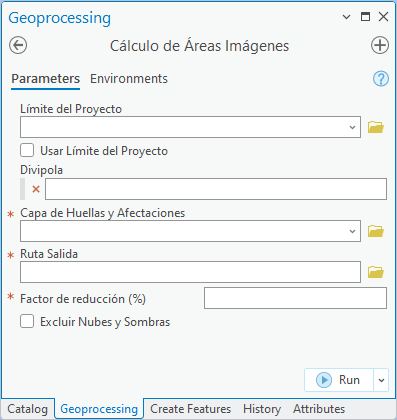 Geoprocessing
Cálculo de Áreas Imágenes
Parameters Environments
?
Límite del Proyecto
Usar Límite del Proyecto
Divipola
* Capa de Huellas y Afectaciones
* Ruta Salida
* Factor de reducción (%)
Excluir Nubes y Sombras
Run
Catalog Geoprocessing Create Features History Attributes